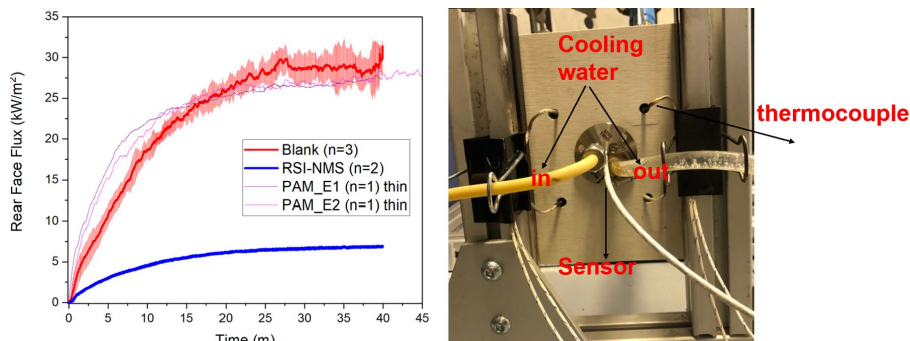 Rear Face Flux (kW/m²)
35
30
25
20
15
10
5
0
Blank (n=3)
RSI-NMS (n=2)
PAM_E1 (n=1) thin
PAM_E2 (n=1) thin
0 5 10 15 20 25 30 35 40 45
Time (m)
Cooling
water
thermocouple
in
out
Sensor